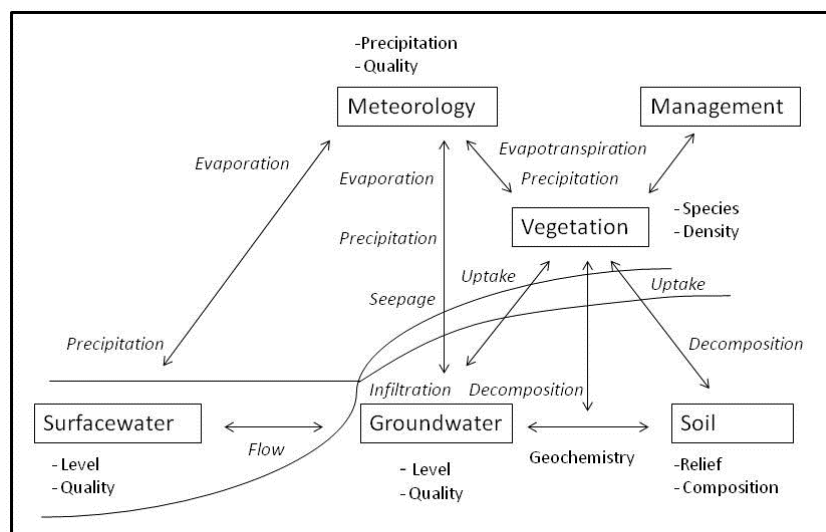 -Precipitation
- Quality
Meteorology
Management
Evapotranspiration
Evaporation
Evaporation
Precipitation
- Species
Vegetation
- Density
Precipitation
Uptake
Uptake
Seepage
Precipitation
Decomposition
Infiltration
Decomposition
Surfacewater
Groundwater
Soil
Flow
Geochemistry
- Level
- Quality
- Level
- Quality
-Relief
- Composition